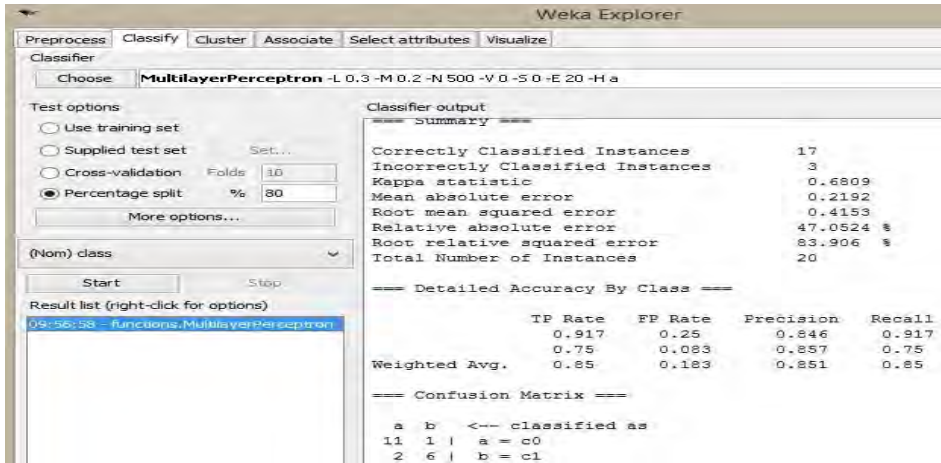 Weka Explorer
Preprocess Classify Cluster Associate Select attributes Visualize
Classifier
Choose MultilayerPerceptron -L 0.3 -M 0.2 -N 500 -V 0 -S 0 -E 20 -H a
Test options
Use training set
Supplied test set Set...
Cross-validation Folds 10
Percentage split % 80
More options...
(Nom) class
Start Stop
Result list (right-click for options)
09:56:58 - functions.MultilayerPerceptron
Classifier output
=== Summary ===
Correctly Classified Instances 17
Incorrectly Classified Instances 3
Kappa statistic 0.6809
Mean absolute error 0.2192
Root mean squared error 0.4153
Relative absolute error 47.0524 %
Root relative squared error 83.906 %
Total Number of Instances 20
=== Detailed Accuracy By Class ===
TP Rate FP Rate Precision Recall
0.917 0.25 0.846 0.917
0.75 0.083 0.857 0.75
Weighted Avg. 0.85 0.183 0.851 0.85
=== Confusion Matrix ===
a b <-- classified as
11 1 | a = c0
2 6 | b = c1